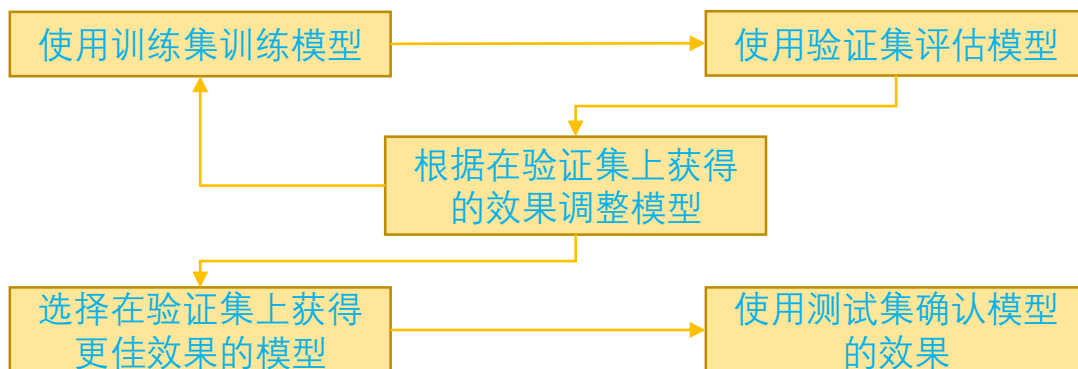 使用训练集训练模型
使用验证集评估模型
根据在验证集上获得
的效果调整模型
选择在验证集上获得
更佳效果的模型
使用测试集确认模型
的效果